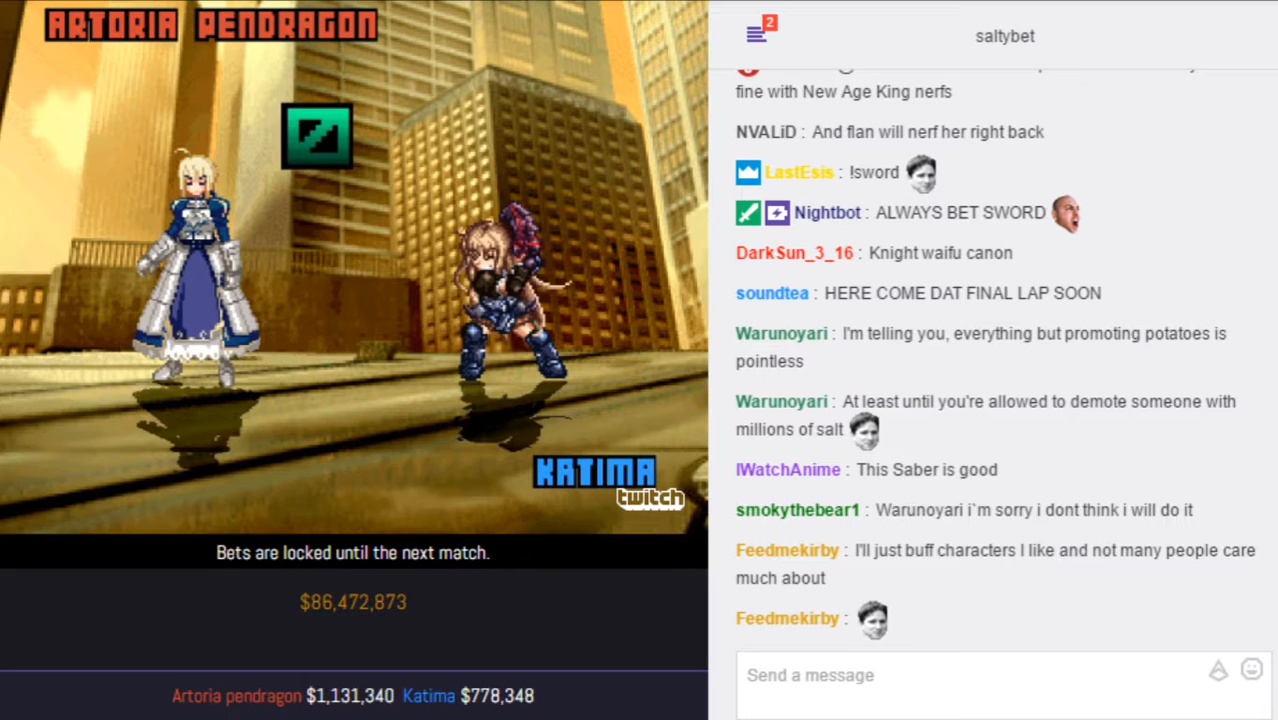 ARTORIA PENDRAGON
KATIMA
twitch
Bets are locked until the next match.
$86,472,873
Artoria pendragon $1,131,340 Katima $778,348
2
saltybet
fine with New Age King nerfs
NVALiD : And flan will nerf her right back
LastEsis : !sword
Nightbot : ALWAYS BET SWORD
DarkSun_3_16 : Knight waifu canon
soundtea : HERE COME DAT FINAL LAP SOON
Warunoyari : I'm telling you, everything but promoting potatoes is
pointless
Warunoyari : At least until you're allowed to demote someone with
millions of salt
IWatchAnime : This Saber is good
smokythebear1 : Warunoyari i`m sorry i dont think i will do it
Feedmekirby : I'll just buff characters I like and not many people care
much about
Feedmekirby :
Send a message